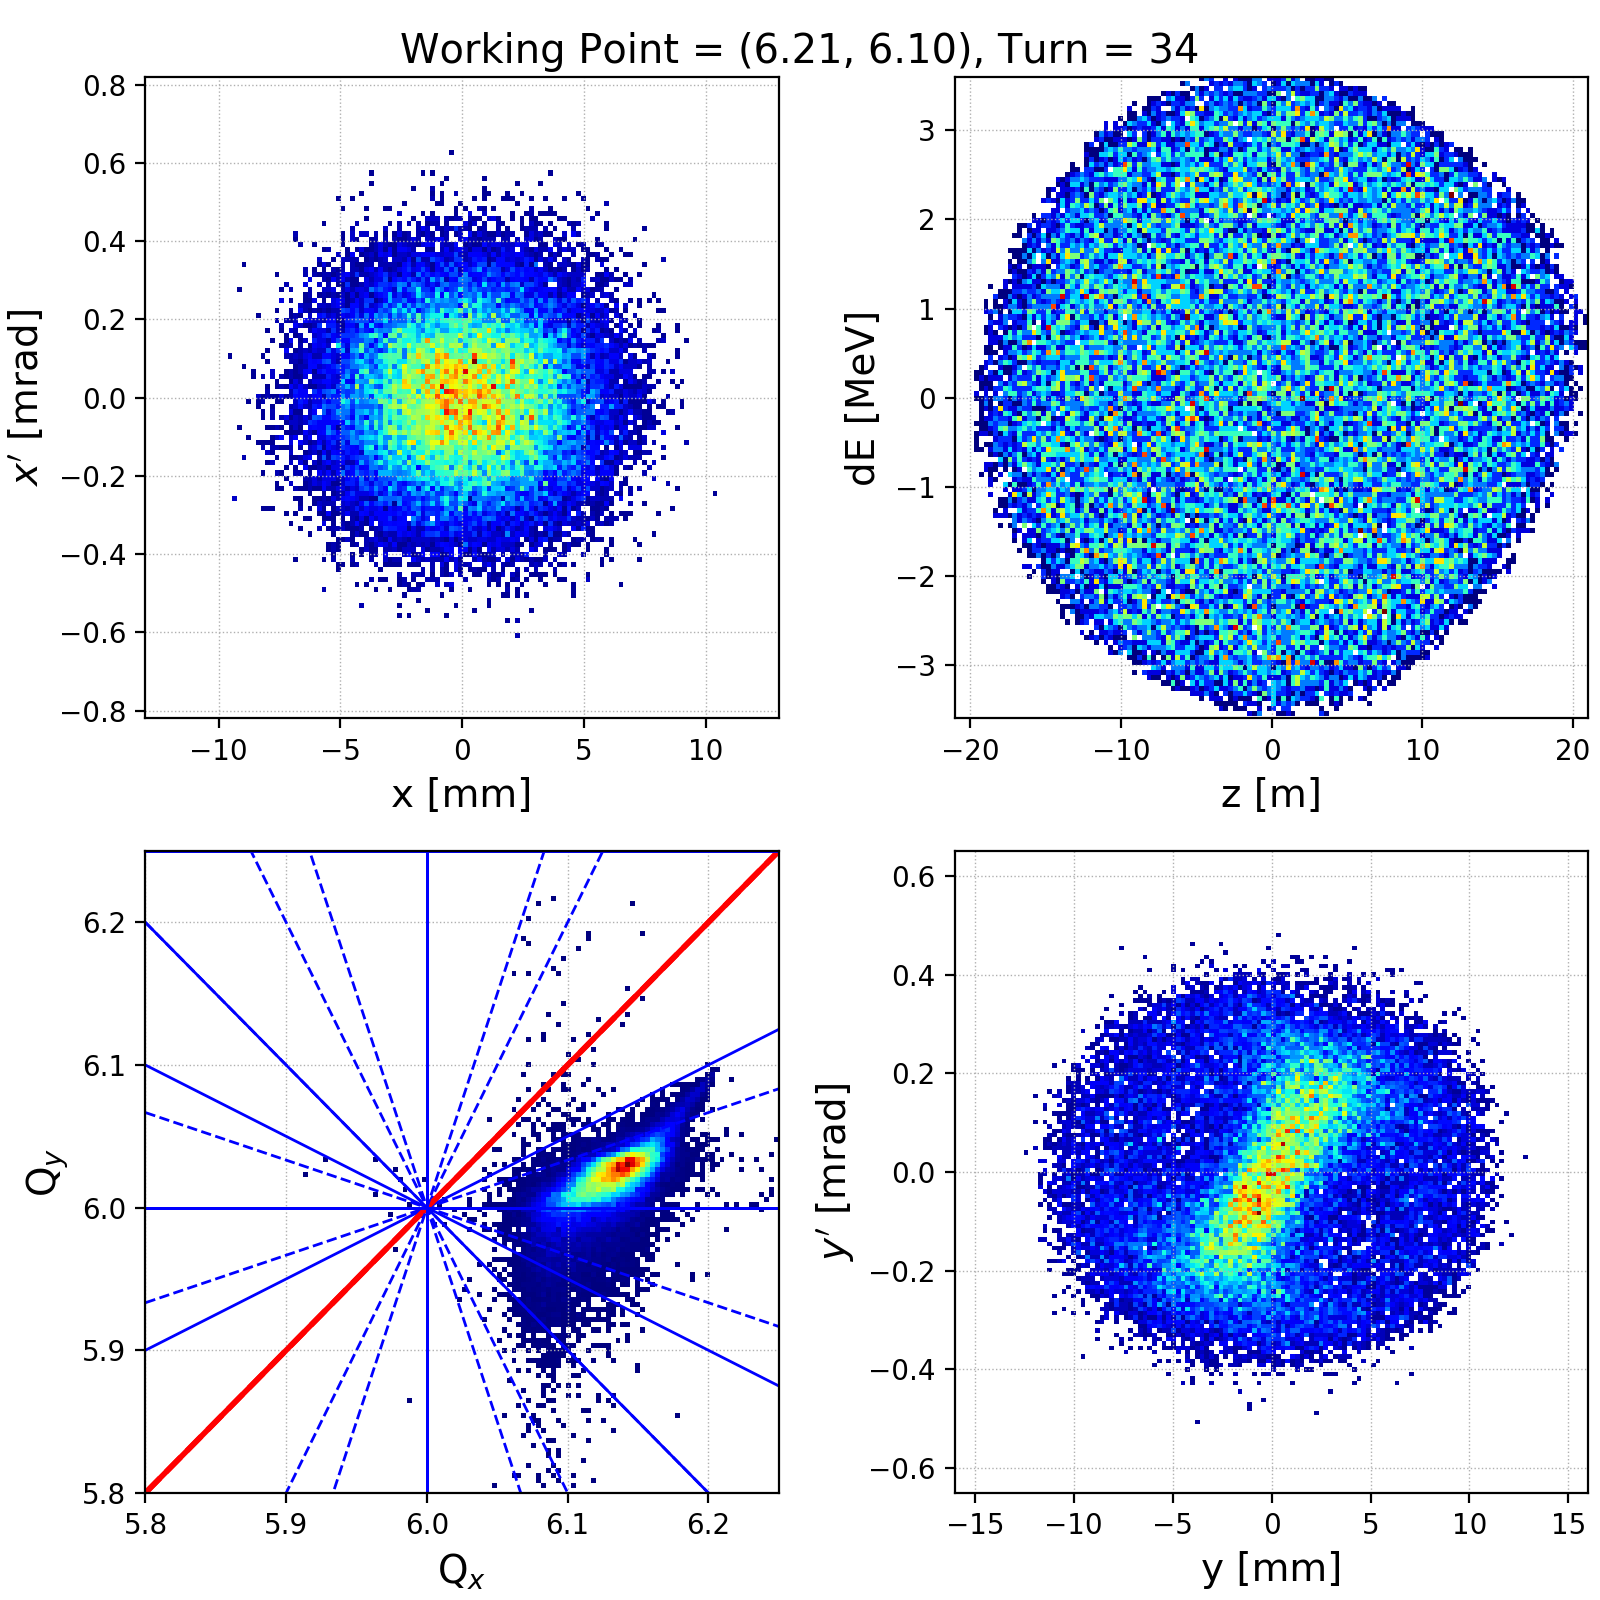 Working Point = (6.21, 6.10), Turn = 34
0.8
0.6
0.4
0.2
0.0
−0.2
−0.4
−0.6
−0.8
x′ [mrad]
−10 −5 0 5 10
x [mm]
3
2
1
0
−1
−2
−3
dE [MeV]
−20 −10 0 10 20
z [m]
6.2
6.1
6.0
5.9
5.8
Qy
5.8 5.9 6.0 6.1 6.2
Qx
0.6
0.4
0.2
0.0
−0.2
−0.4
−0.6
y′ [mrad]
−15 −10 −5 0 5 10 15
y [mm]